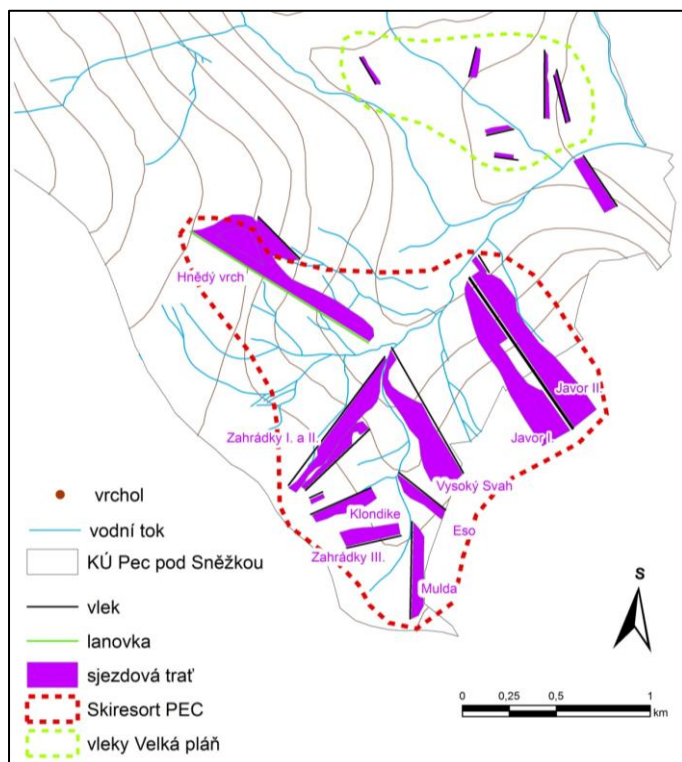 Hnědý vrch
Javor II.
Zahrádky I. a II.
Javor I.
Vysoký Svah
Klondike
Eso
Zahrádky III.
Mulda
vrchol
vodní tok
KÚ Pec pod Sněžkou
vlek
lanovka
sjezdová trať
Skiresort PEC
vleky Velká pláň
S
0 0,25 0,5 1
km